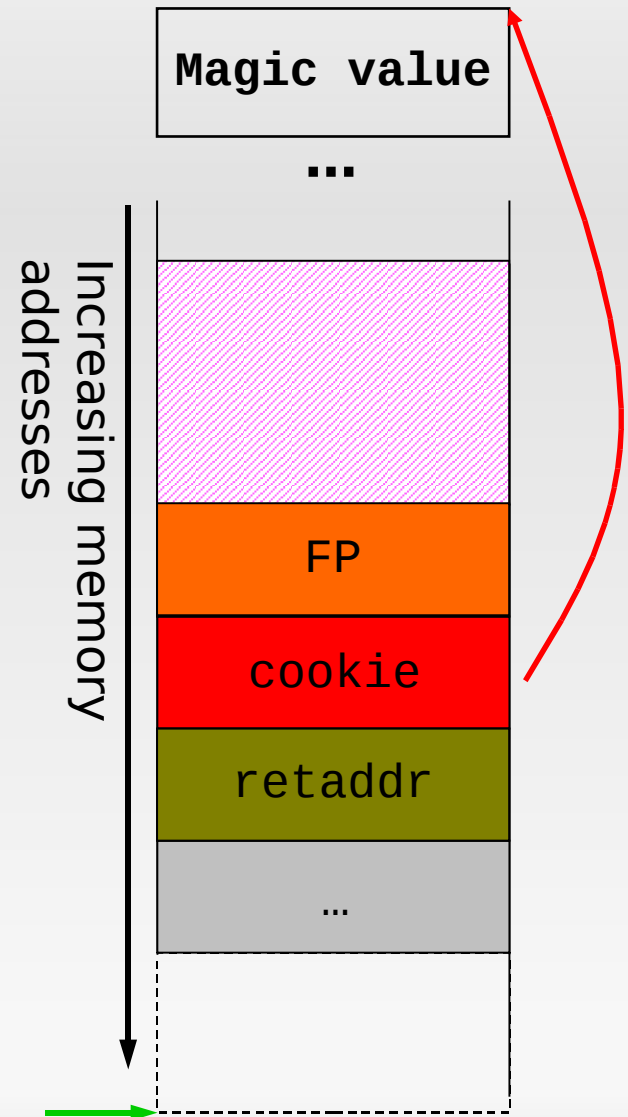 Magic value
...
Increasing memory
addresses
FP
cookie
retaddr
…